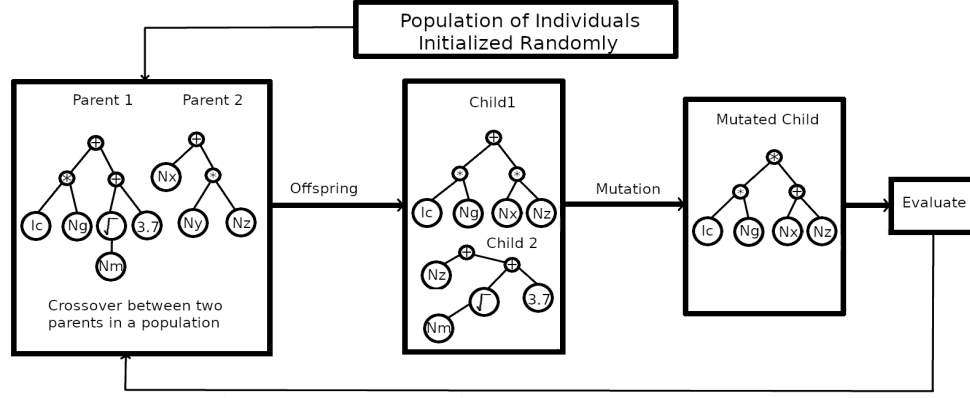 Population of Individuals
Initialized Randomly
Parent 1
Parent 2
+
+
*
+
Nx
*
Ic
Ng
√
3.7
Ny
Nz
Nm
Crossover between two
parents in a population
Offspring
Child1
+
*
*
Ic
Ng
Nx
Nz
Child 2
+
+
Nz
√
3.7
Nm
Mutation
Mutated Child
*
*
+
Ic
Ng
Nx
Nz
Evaluate